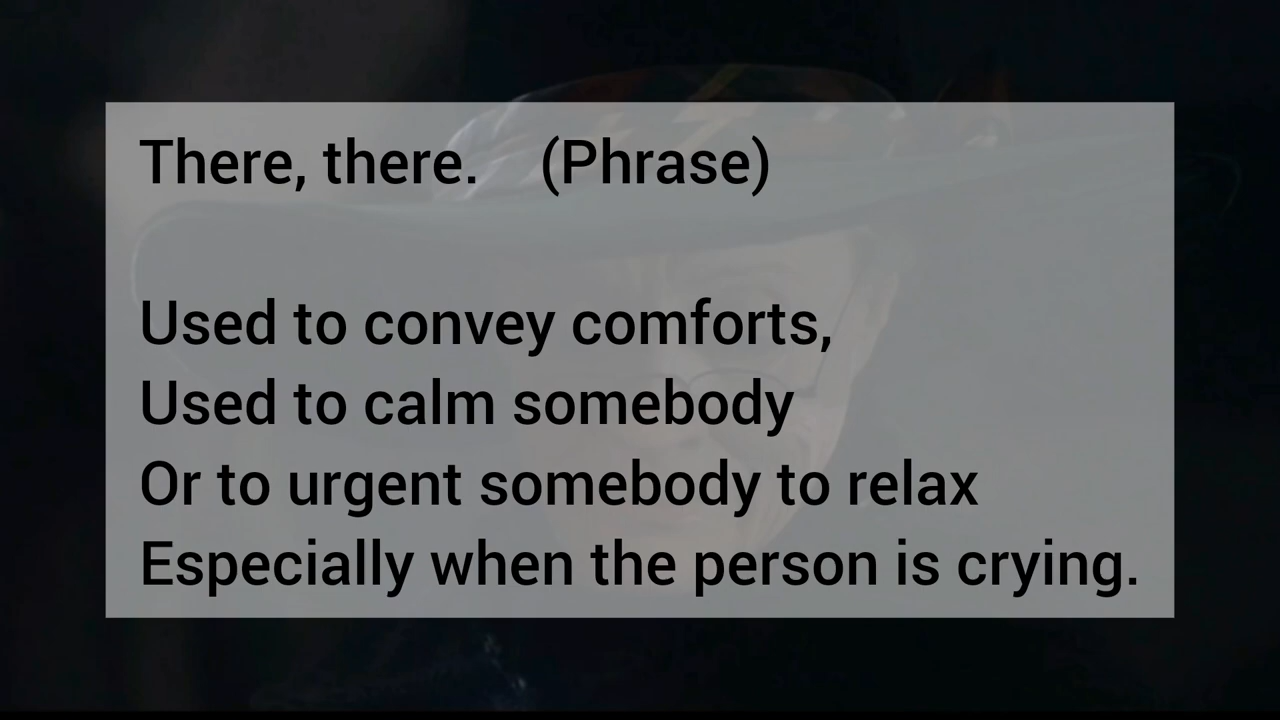 There, there. (Phrase)
Used to convey comforts,
Used to calm somebody
Or to urgent somebody to relax
Especially when the person is crying.